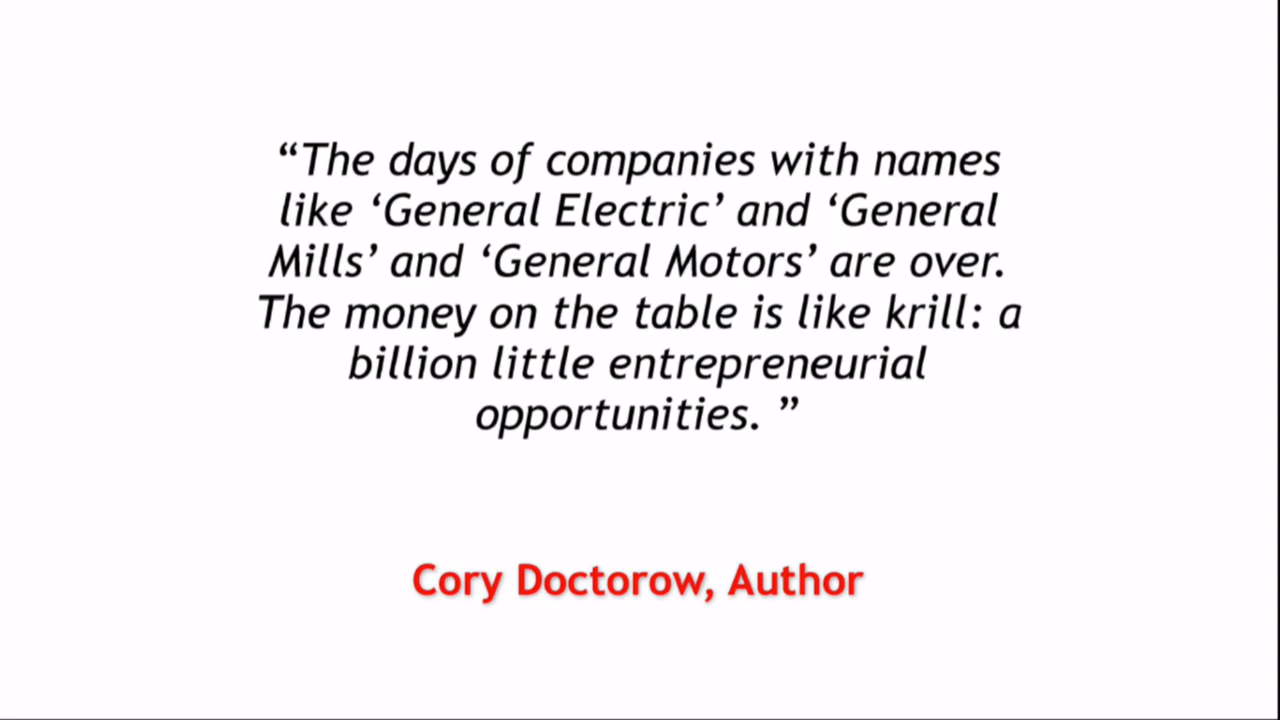 “The days of companies with names
like ‘General Electric’ and ‘General
Mills’ and ‘General Motors’ are over.
The money on the table is like krill: a
billion little entrepreneurial
opportunities. ”
Cory Doctorow, Author